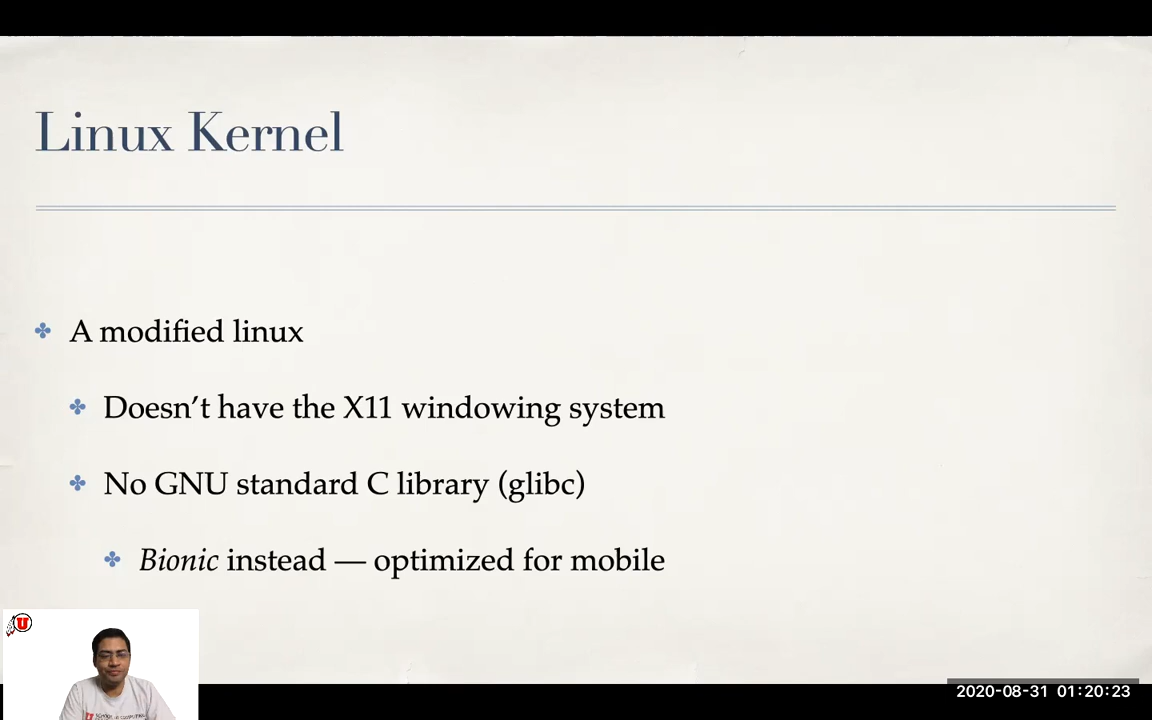 Linux Kernel
A modified linux
Doesn't have the X11 windowing system
No GNU standard C library (glibc)
Bionic instead — optimized for mobile
U
2020-08-31 01:20:23